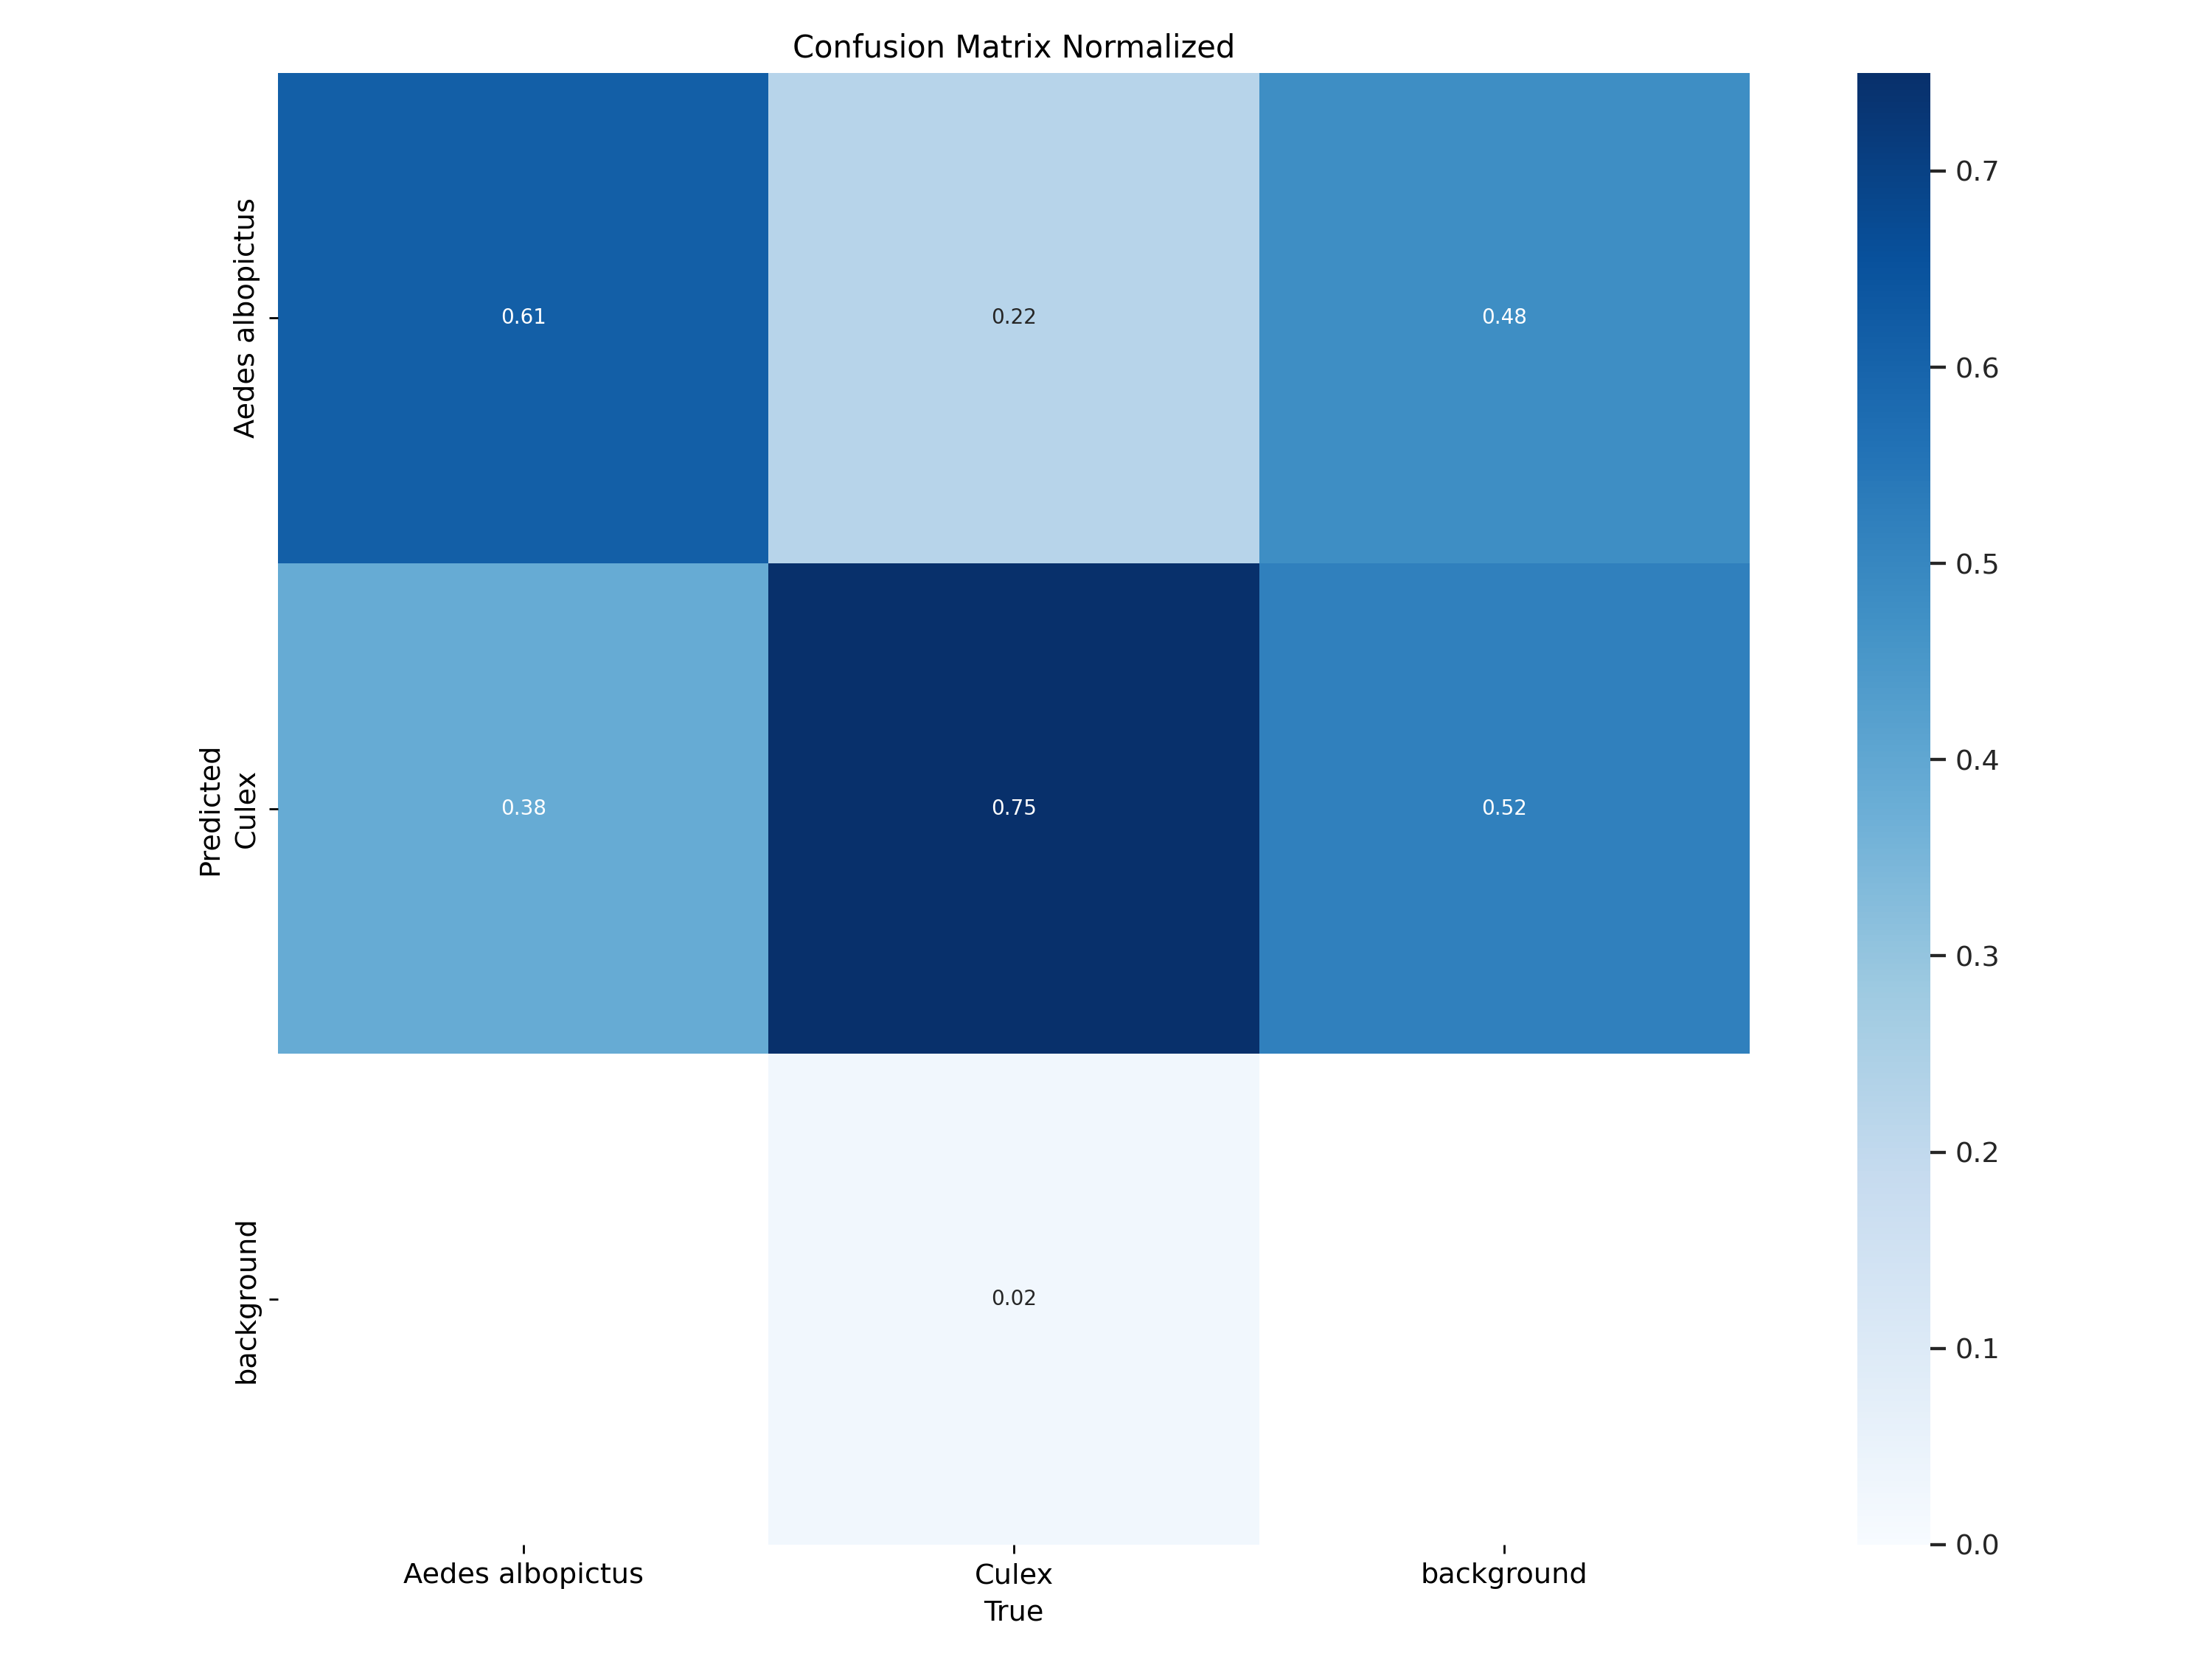 Confusion Matrix Normalized
Aedes albopictus
0.61
0.22
0.48
Predicted
Culex
0.38
0.75
0.52
background
0.02
Aedes albopictus
Culex
background
True
0.7
0.6
0.5
0.4
0.3
0.2
0.1
0.0